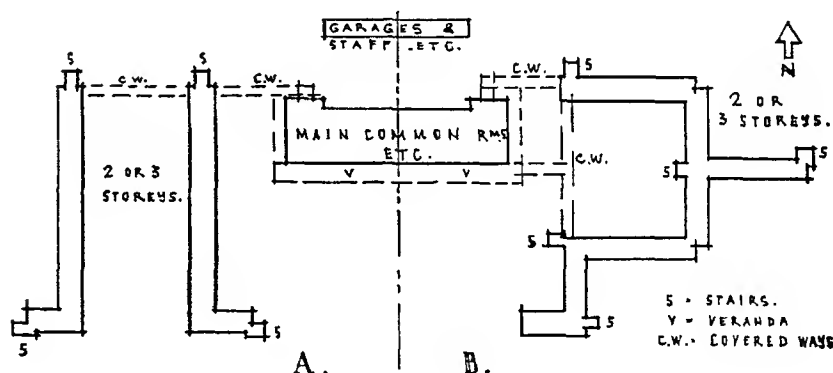 GARAGES &
STAFF ETC.
S
S
S
C.W.
C.W.
C.W.
N
2 OR
3 STOREYS.
MAIN COMMON RMS
ETC.
C.W.
S
S
2 OR 3
STOREYS.
V
V
S
S
S
S
S = STAIRS.
V = VERANDA
C.W. = COVERED WAYS
A.
B.